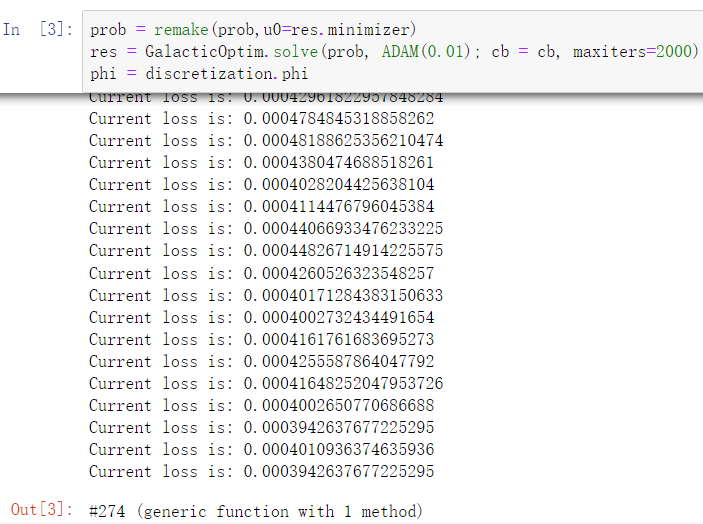 In [3]: prob = remake(prob,u0=res.minimizer)
res = GalacticOptim.solve(prob, ADAM(0.01); cb = cb, maxiters=2000)
phi = discretization.phi
Current loss is: 0.00042961822957848284
Current loss is: 0.0004784845318858262
Current loss is: 0.00048188625356210474
Current loss is: 0.0004380474688518261
Current loss is: 0.0004028204425638104
Current loss is: 0.0004114476796045384
Current loss is: 0.00044066933476233225
Current loss is: 0.00044826714914225575
Current loss is: 0.0004260526323548257
Current loss is: 0.00040171284383150633
Current loss is: 0.0004002732434491654
Current loss is: 0.0004161761683695273
Current loss is: 0.0004255587864047792
Current loss is: 0.00041648252047953726
Current loss is: 0.0004002650770686688
Current loss is: 0.0003942637677225295
Current loss is: 0.0004010936374635936
Current loss is: 0.0003942637677225295
Out[3]: #274 (generic function with 1 method)